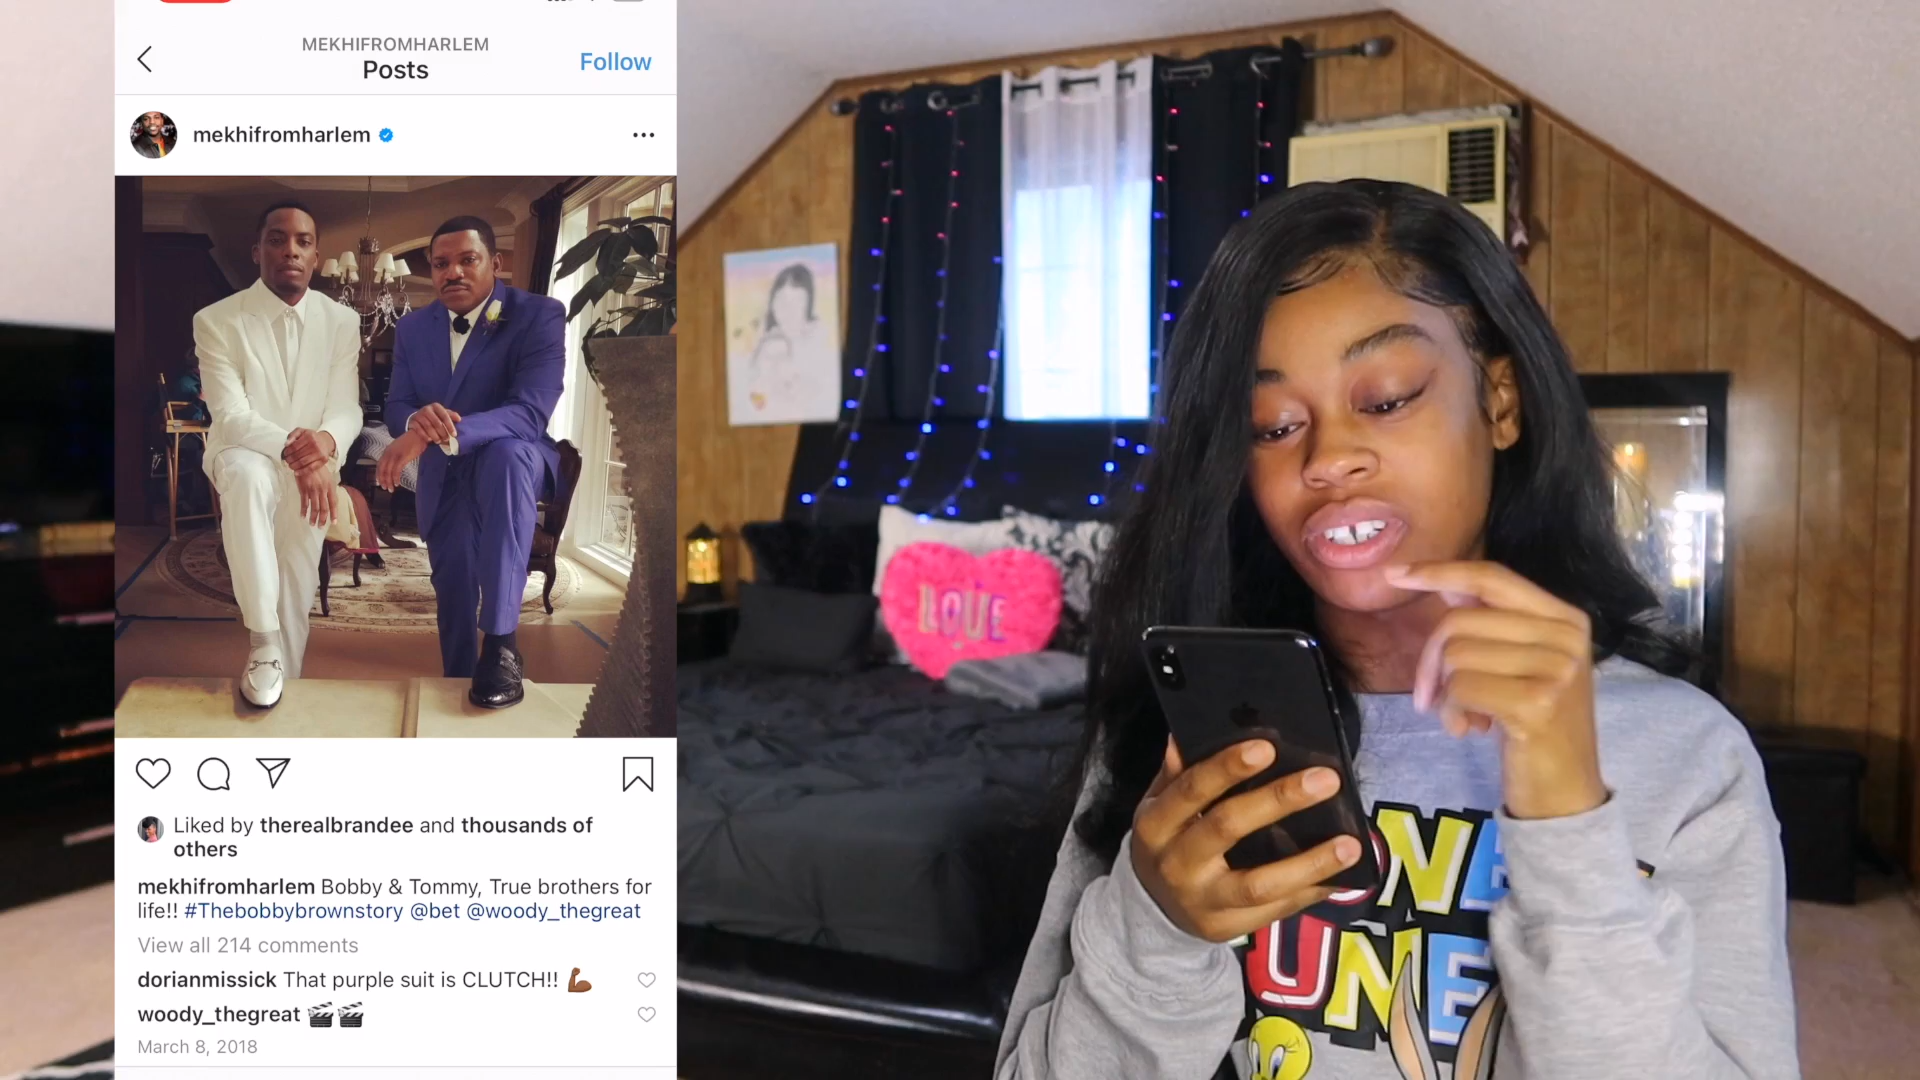 MEKHIFROMHARLEM
Posts
Follow
mekhifromharlem
Liked by therealbrandee and thousands of
others
mekhifromharlem Bobby & Tommy, True brothers for
life!! #Thebobbybrownstory @bet @woody_thegreat
View all 214 comments
dorianmissick That purple suit is CLUTCH!! 💪🏾
woody_thegreat 🎬🎬
March 8, 2018
LOVE
TUNE